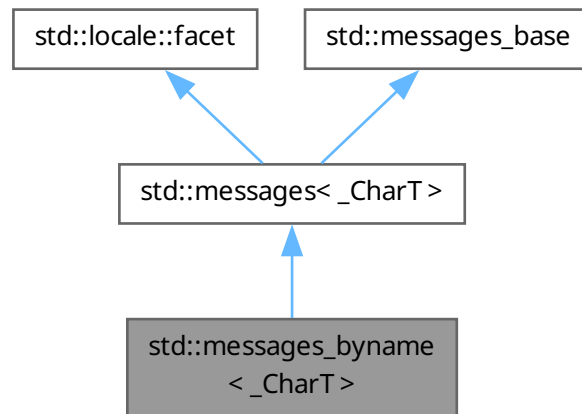 std::locale::facet
std::messages_base
std::messages< _CharT >
std::messages_byname
< _CharT >